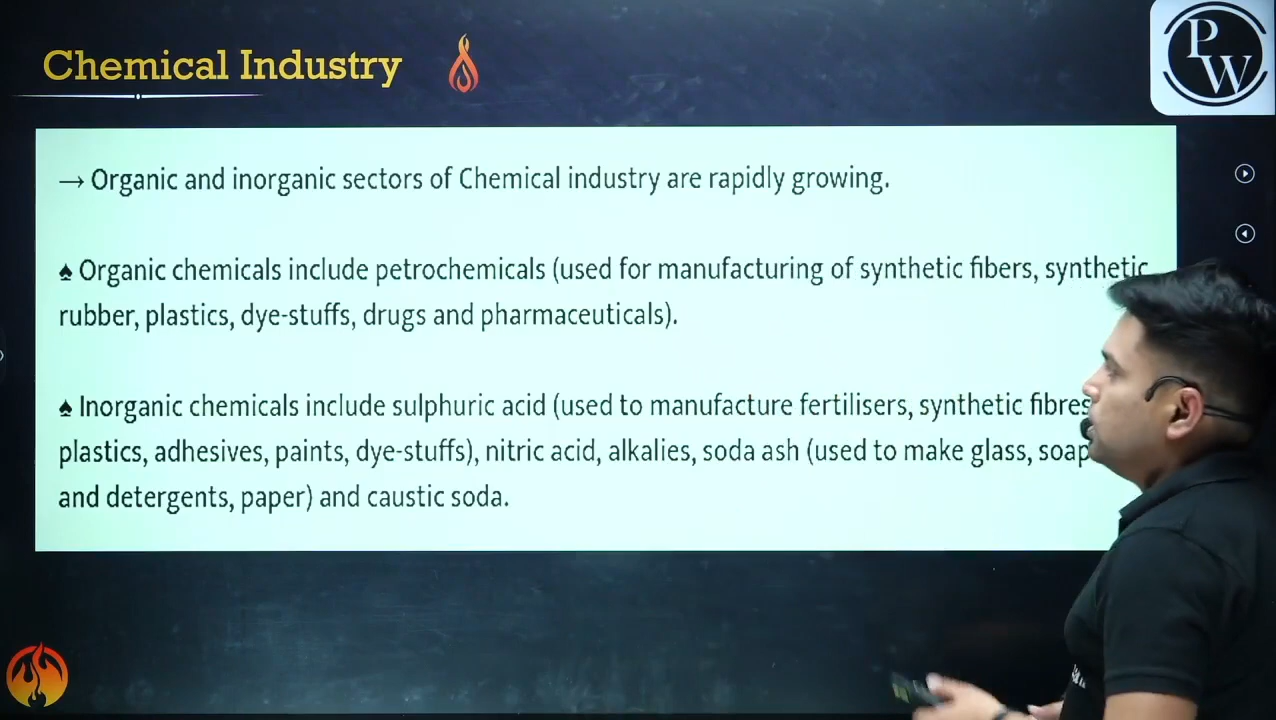 Chemical Industry
PW
→ Organic and inorganic sectors of Chemical industry are rapidly growing.
♠ Organic chemicals include petrochemicals (used for manufacturing of synthetic fibers, synthetic
rubber, plastics, dye-stuffs, drugs and pharmaceuticals).
♠ Inorganic chemicals include sulphuric acid (used to manufacture fertilisers, synthetic fibres
plastics, adhesives, paints, dye-stuffs), nitric acid, alkalies, soda ash (used to make glass, soap
and detergents, paper) and caustic soda.